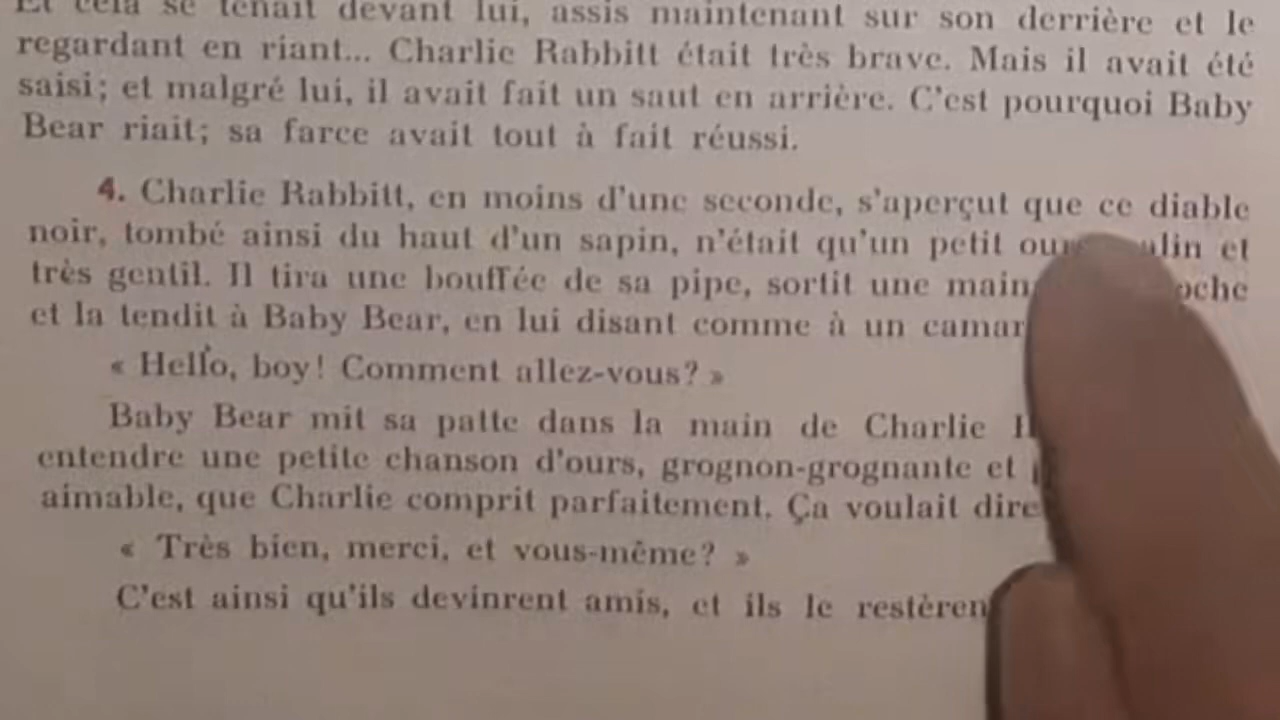 Et cela se tenait devant lui, assis maintenant sur son derrière et le
regardant en riant... Charlie Rabbitt était très brave. Mais il avait été
saisi; et malgré lui, il avait fait un saut en arrière. C'est pourquoi Baby
Bear riait; sa farce avait tout à fait réussi.
4. Charlie Rabbitt, en moins d'une seconde, s'aperçut que ce diable
noir, tombé ainsi du haut d'un sapin, n'était qu'un petit et
très gentil. Il tira une bouffée de sa pipe, sortit une main
et la tendit à Baby Bear, en lui disant comme à un
« Hello, boy! Comment allez-vous? »
Baby Bear mit sa patte dans la main de Charlie
entendre une petite chanson d'ours, grognon-grognante et
aimable, que Charlie comprit parfaitement. Ça voulait dire
« Très bien, merci, et vous-même? »
C'est ainsi qu'ils devinrent amis, et ils le